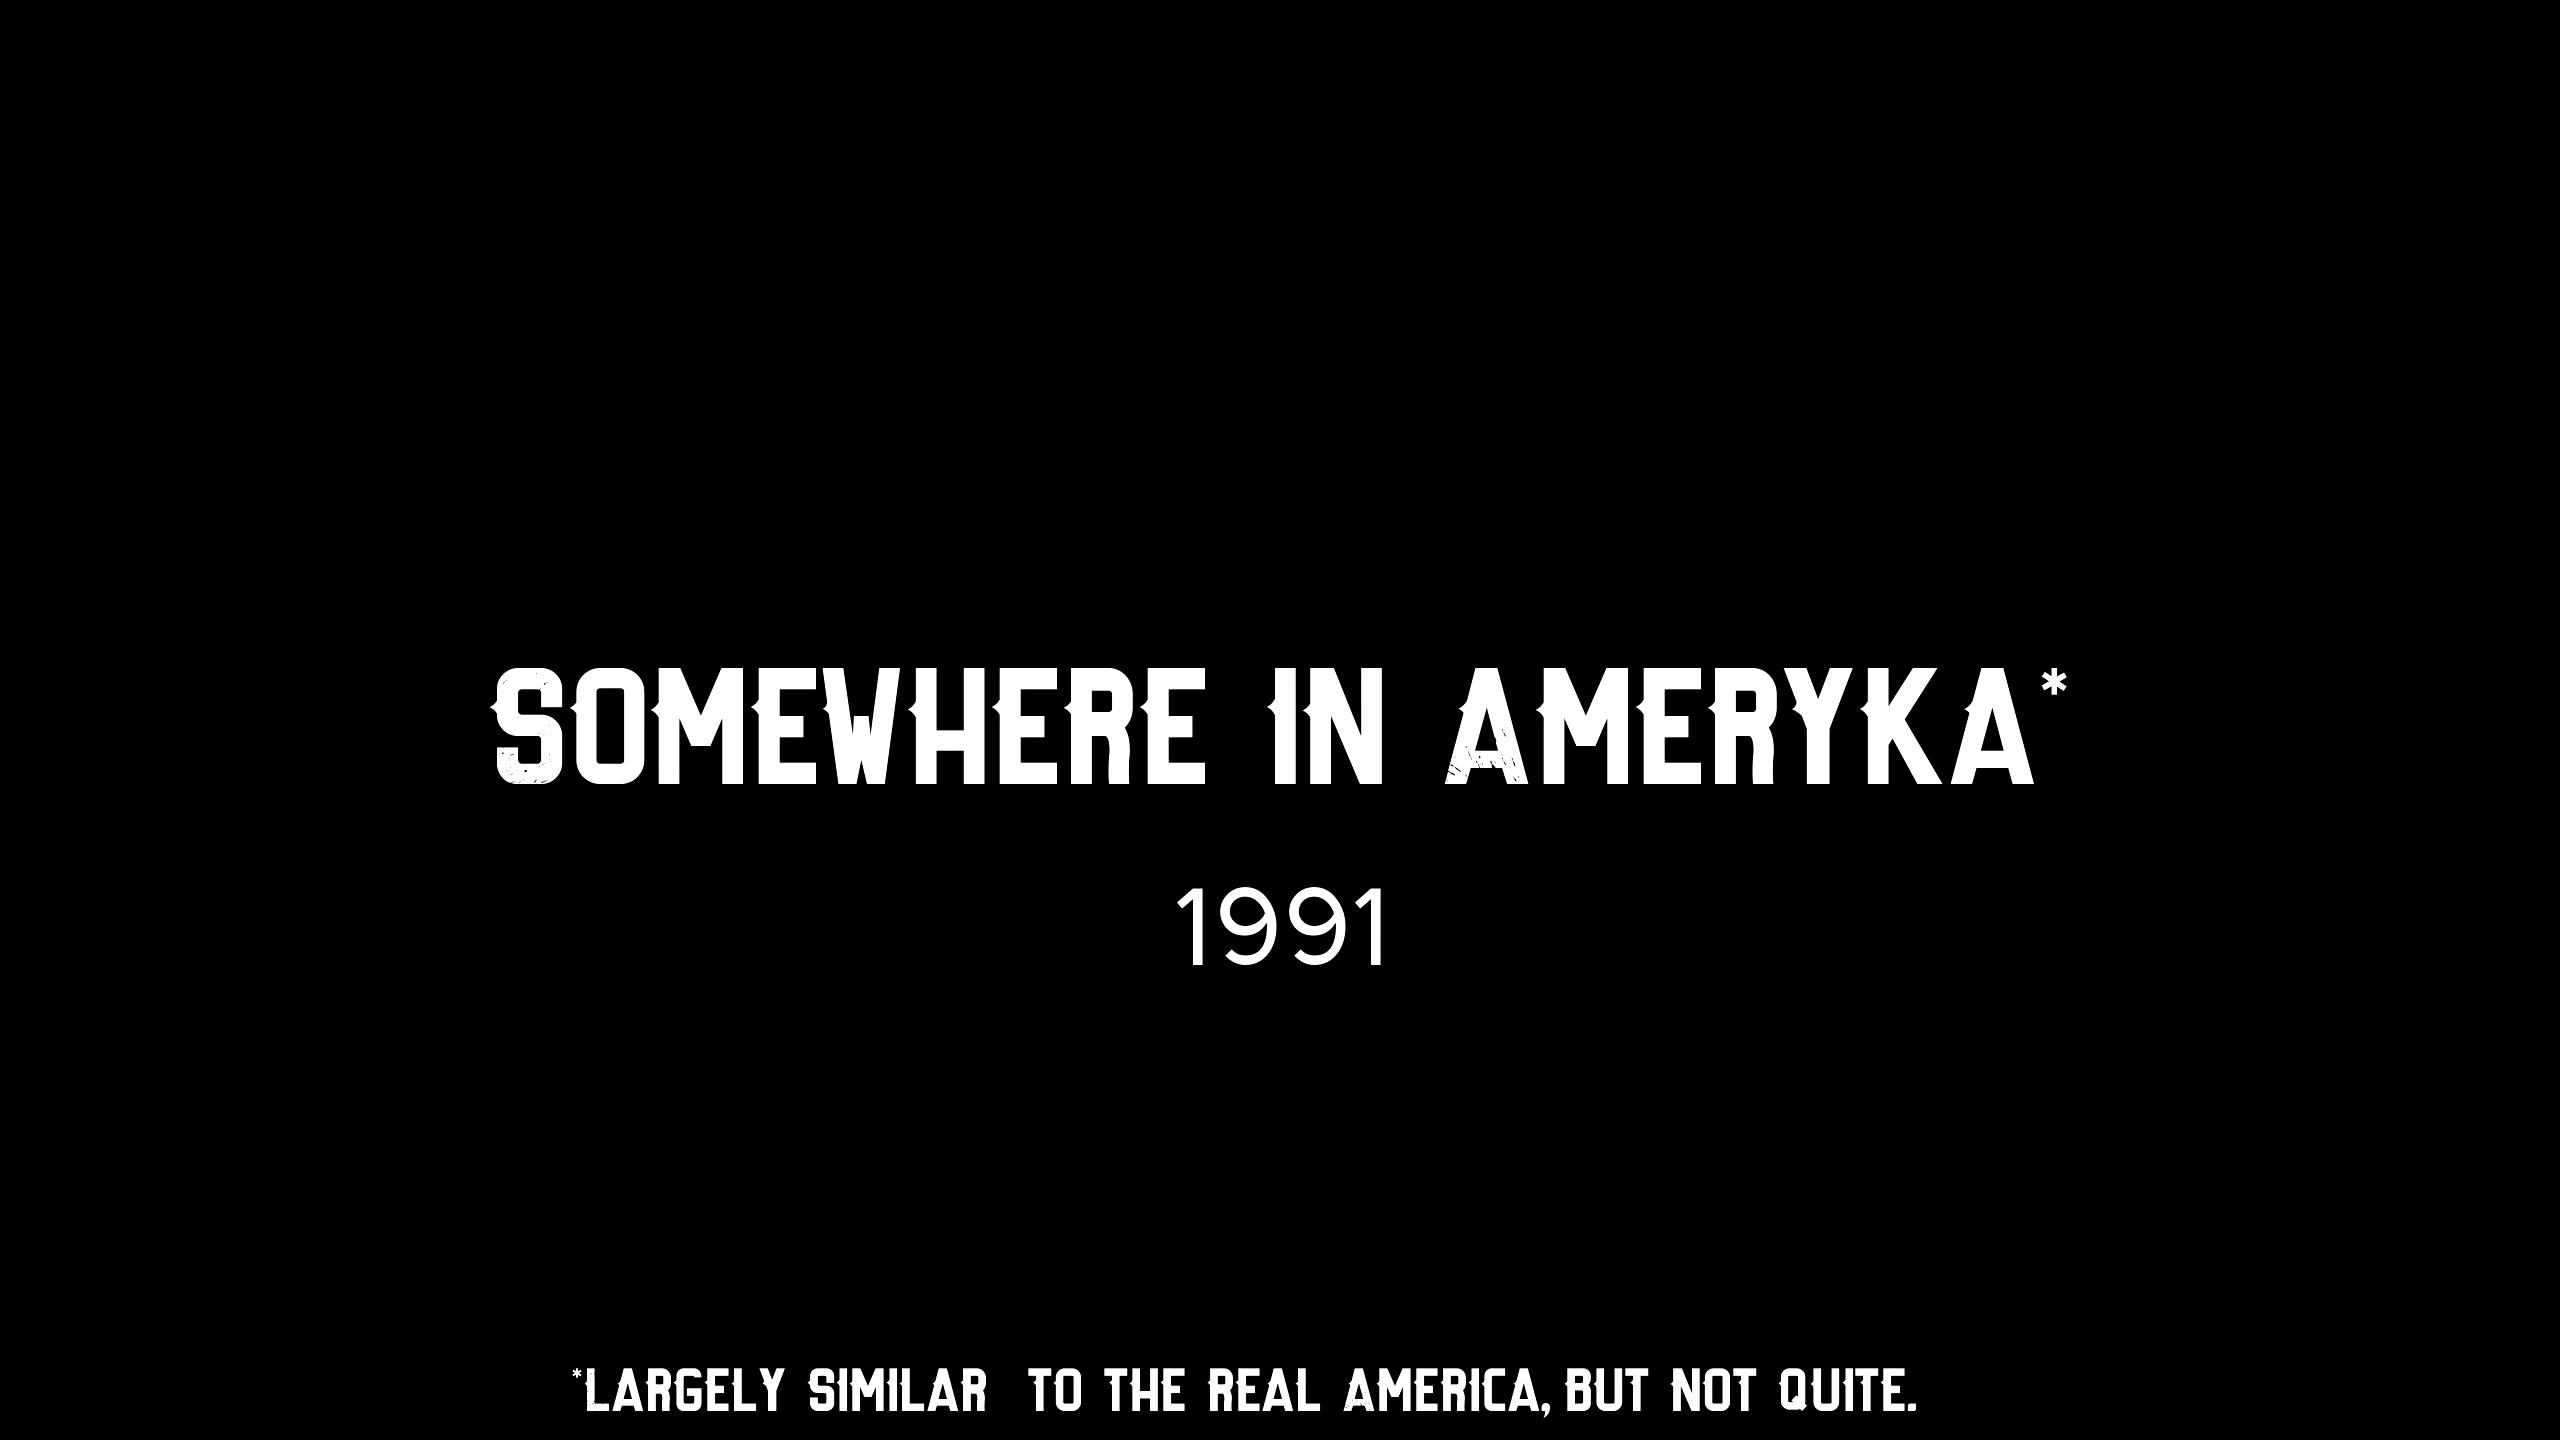 SOMEWHERE IN AMERYKA*
1991
*LARGELY SIMILAR TO THE REAL AMERICA, BUT NOT QUITE.